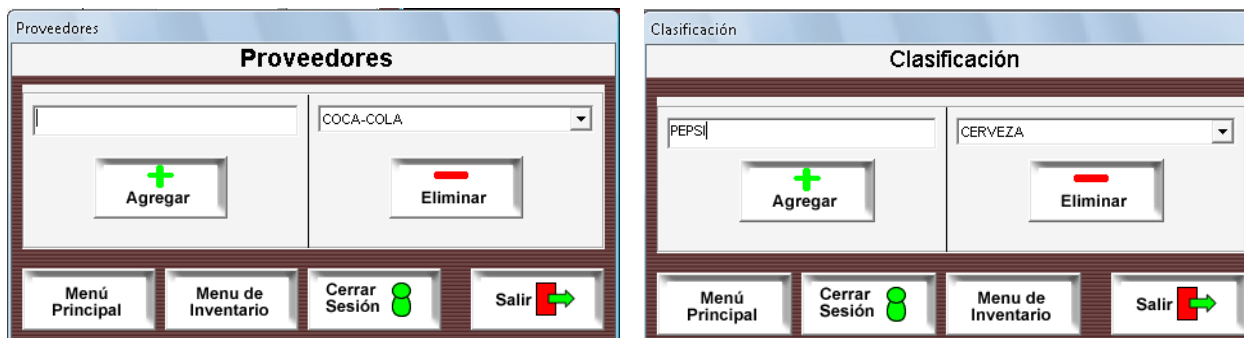 Proveedores
Proveedores
COCA-COLA
Agregar
Eliminar
Menú
Principal
Menu de
Inventario
Cerrar
Sesión
Salir
Clasificación
Clasificación
PEPSI
CERVEZA
Agregar
Eliminar
Menú
Principal
Cerrar
Sesión
Menu de
Inventario
Salir